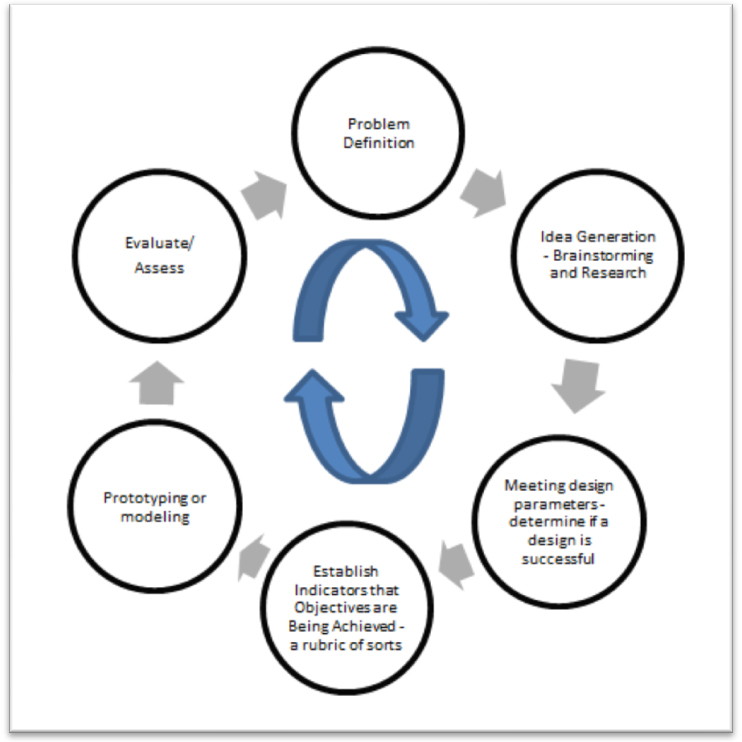 Problem
Definition
Idea Generation
- Brainstorming
and Research
Meeting design
parameters-
determine if a
design is
successful
Establish
Indicators that
Objectives are
Being Achieved -
a rubric of sorts
Prototyping or
modeling
Evaluate/
Assess